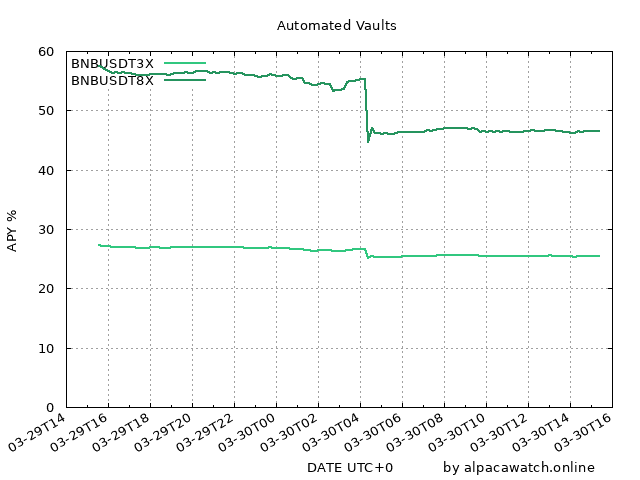 Automated Vaults
BNBUSDT3X
BNBUSDT8X
60
50
40
30
20
10
0
APY %
03-29T14
03-29T16
03-29T18
03-29T20
03-29T22
03-30T00
03-30T02
03-30T04
03-30T06
03-30T08
03-30T10
03-30T12
03-30T14
03-30T16
DATE UTC+0
by alpacawatch.online